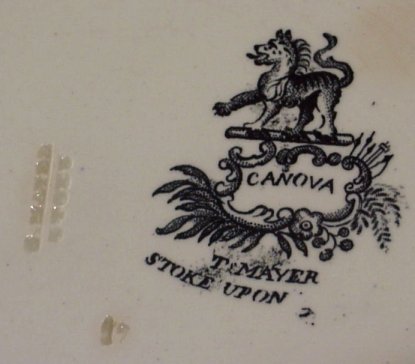 CANOVA
T. MAYER
STOKE UPON